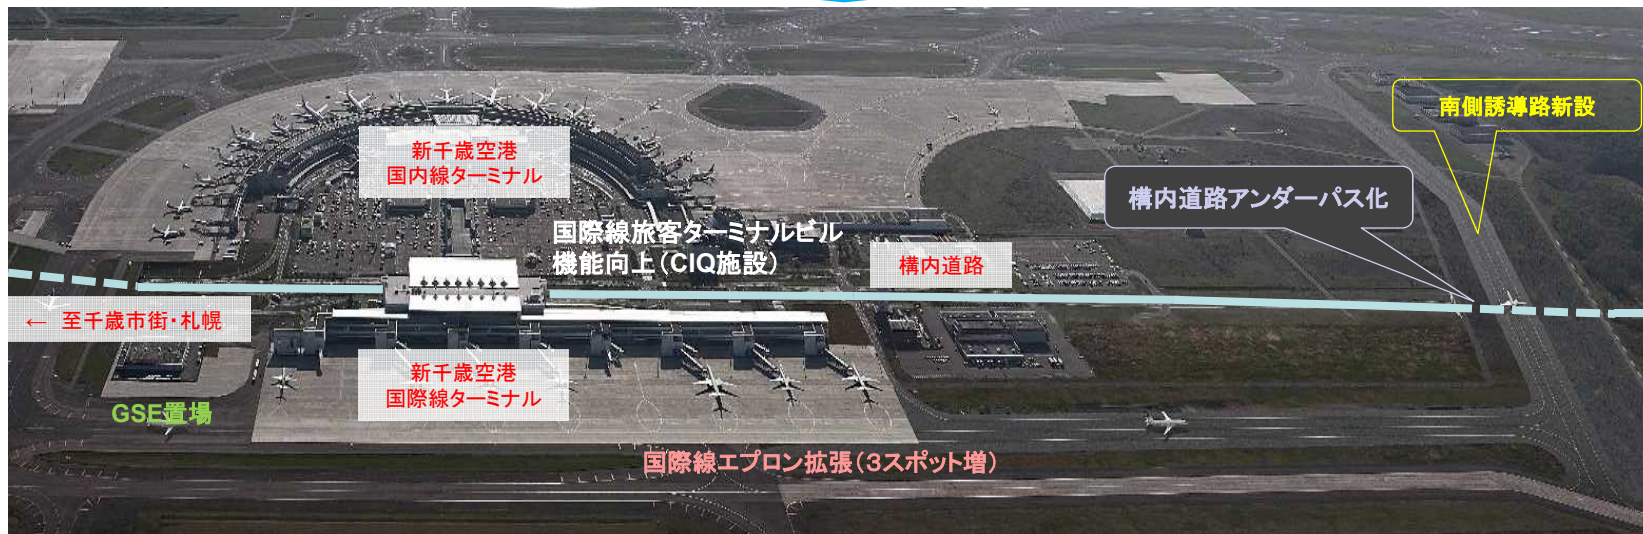 南側誘導路新設
新千歳空港
国内線ターミナル
構内道路アンダーパス化
国際線旅客ターミナルビル
機能向上（CIQ施設）
構内道路
← 至千歳市街・札幌
新千歳空港
国際線ターミナル
GSE置場
国際線エプロン拡張（3スポット増）